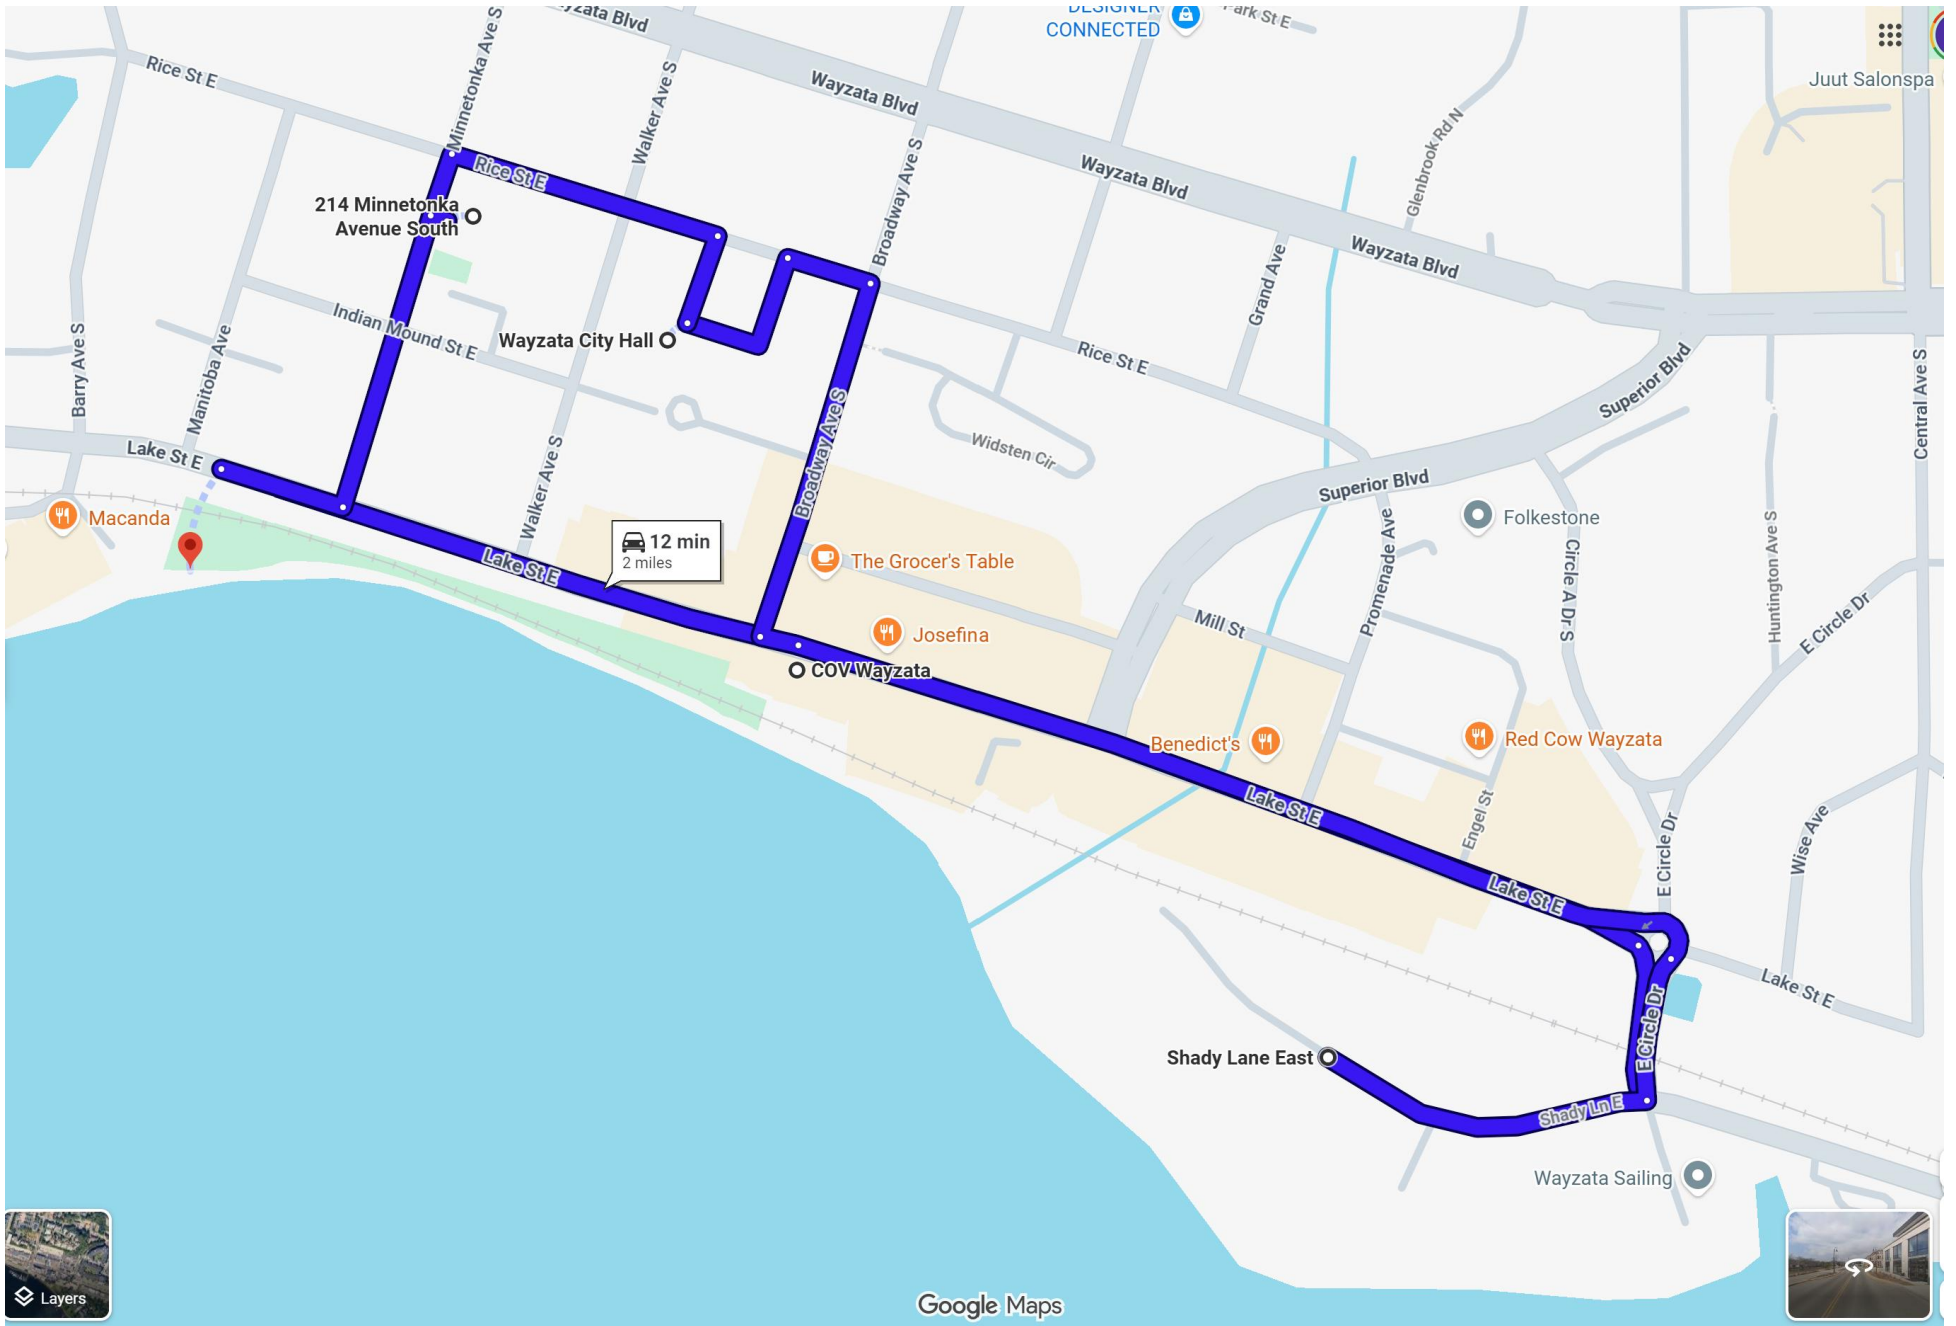 DESIGNER
CONNECTED
Park St E
yzata Blvd
Juut Salonspa
Rice St E
Minnetonka Ave S
Walker Ave S
Wayzata Blvd
Wayzata Blvd
Glenbrook Rd N
Rice St E
Broadway Ave S
214 Minnetonka
Avenue South
Wayzata Blvd
Grand Ave
Indian Mound St E
Wayzata City Hall
Rice St E
Superior Blvd
Barry Ave S
Manitoba Ave
Central Ave S
Broadway Ave S
Widsten Cir
Lake St E
Walker Ave S
Superior Blvd
Macanda
Folkestone
Promenade Ave
Circle A Dr S
Huntington Ave S
12 min
2 miles
Lake St E
The Grocer's Table
Josefina
Mill St
E Circle Dr
COV Wayzata
Benedict's
Red Cow Wayzata
Lake St E
Engel St
E Circle Dr
Wise Ave
Lake St E
Lake St E
E Circle Dr
Shady Lane East
Shady Ln E
Wayzata Sailing
Layers
Google Maps